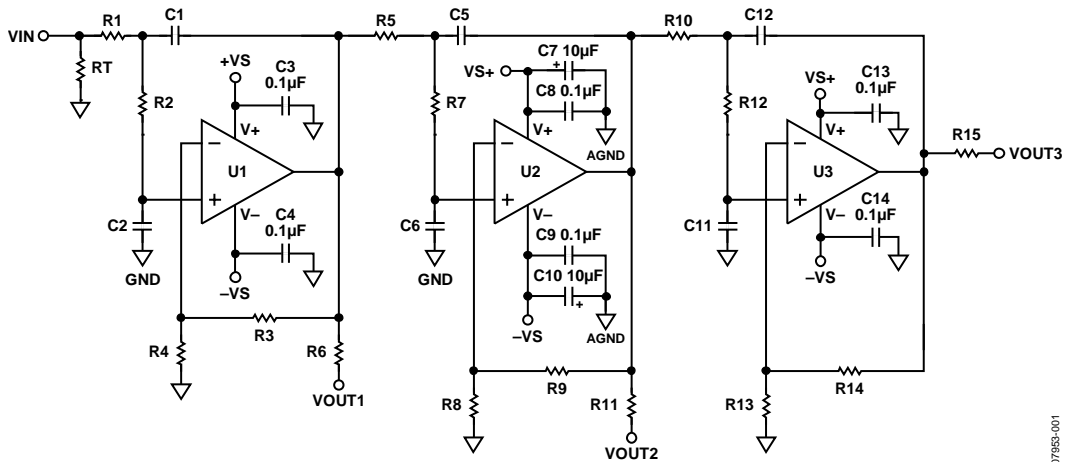 VIN
R1
C1
R5
C5
R10
C12
RT
R2
+VS
C3
0.1µF
V+
U1
V–
C4
0.1µF
–VS
C2
GND
R3
R4
R6
VOUT1
R7
VS+
C7 10µF
+
C8 0.1µF
AGND
V+
U2
V–
C9 0.1µF
C10 10µF
+
–VS
AGND
C6
GND
R9
R8
R11
VOUT2
R12
VS+
C13
0.1µF
V+
U3
V–
C14
0.1µF
–VS
C11
R15
VOUT3
R14
R13
–
+
–
+
–
+
07953-001